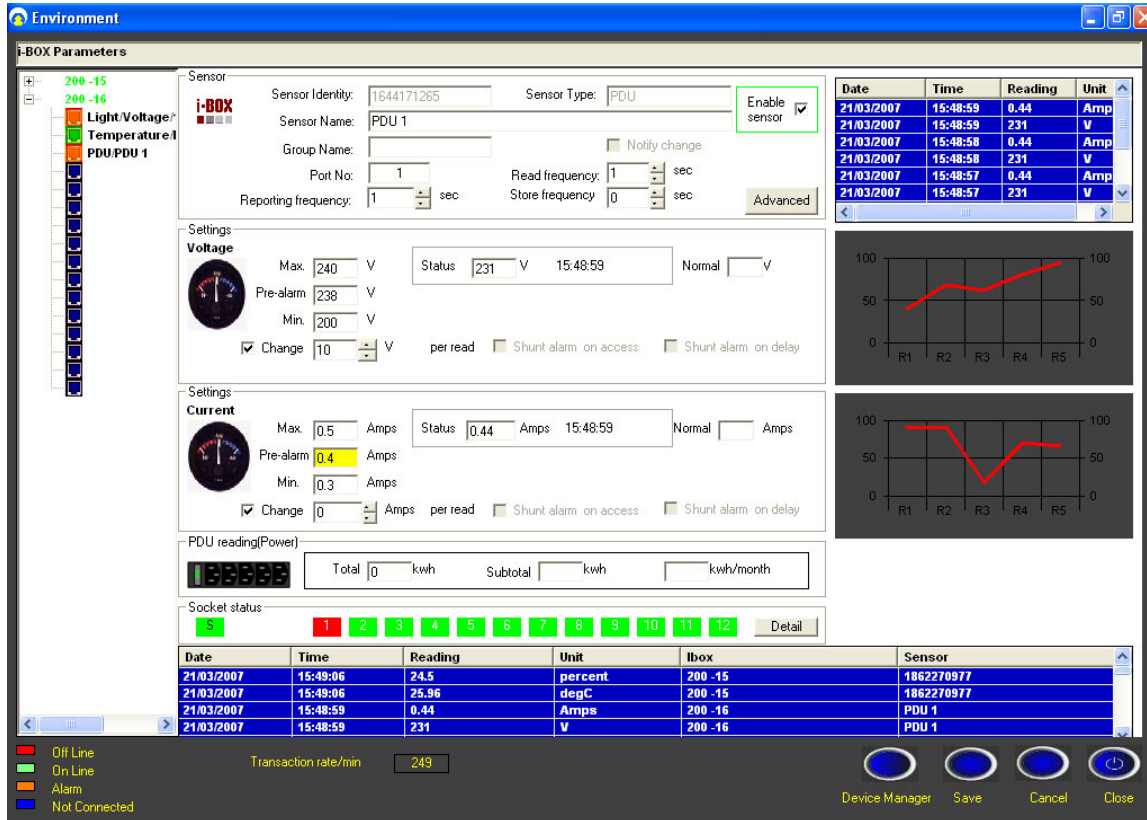 Environment
i-BOX Parameters
200 -15
200 -16
Light/Voltage/
Temperature/
PDU/PDU 1
Sensor
i-BOX
Sensor Identity: 1644171265 Sensor Type: PDU
Enable sensor
Sensor Name: PDU 1
Group Name: Notify change
Port No: 1 Read frequency: 1 sec
Reporting frequency: 1 sec Store frequency 0 sec Advanced
Date Time Reading Unit
21/03/2007 15:48:59 0.44 Amp
21/03/2007 15:48:59 231 V
21/03/2007 15:48:58 0.44 Amp
21/03/2007 15:48:58 231 V
21/03/2007 15:48:57 0.44 Amp
21/03/2007 15:48:57 231 V
Settings
Voltage
Max. 240 V Status 231 V 15:48:59 Normal V
Pre-alarm 238 V
Min. 200 V
Change 10 V per read Shunt alarm on access Shunt alarm on delay
100 100
50 50
0 0
R1 R2 R3 R4 R5
Settings
Current
Max. 0.5 Amps Status 0.44 Amps 15:48:59 Normal Amps
Pre-alarm 0.4 Amps
Min. 0.3 Amps
Change 0 Amps per read Shunt alarm on access Shunt alarm on delay
100 100
50 50
0 0
R1 R2 R3 R4 R5
PDU reading(Power)
Total 0 kwh Subtotal kwh kwh/month
Socket status
S 1 2 3 4 5 6 7 8 9 10 11 12 Detail
Date Time Reading Unit Ibox Sensor
21/03/2007 15:49:06 24.5 percent 200 -15 1862270977
21/03/2007 15:49:06 25.96 degC 200 -15 1862270977
21/03/2007 15:48:59 0.44 Amps 200 -16 PDU 1
21/03/2007 15:48:59 231 V 200 -16 PDU 1
Off Line
On Line
Alarm
Not Connected
Transaction rate/min 249
Device Manager Save Cancel Close